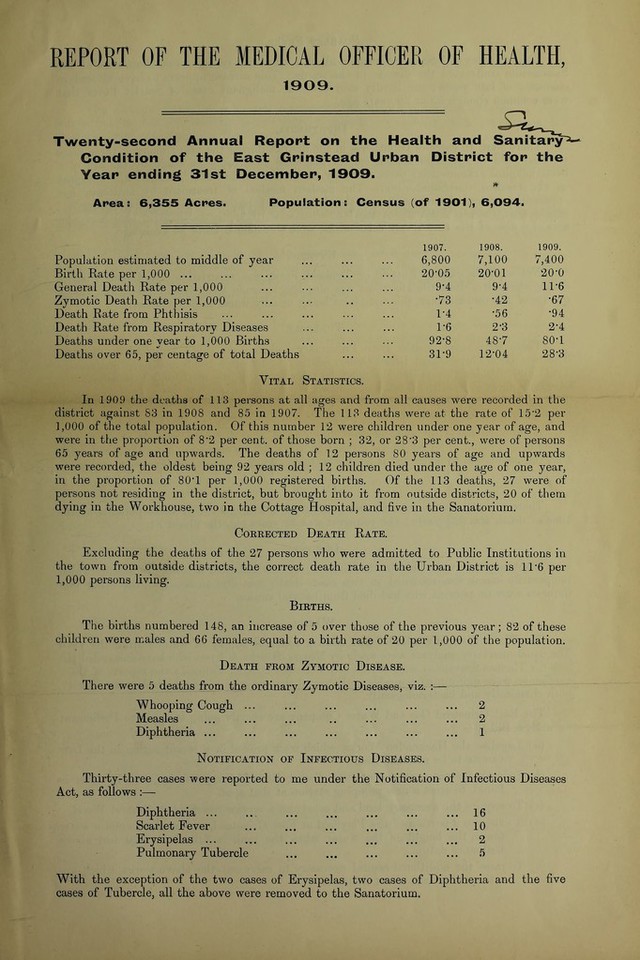 REPORT OF THE MEDICAL OFFICER OF HEALTH,
1909.
Twenty-second Annual Report on the Health and Sanitary
Condition of the East Grinstead Urban District for the
Year ending 31st December, 1909.
Area: 6,355 Acres. Population: Census (of 1901), 6,094.
1907. 1908. 1909.
Population estimated to middle of year ... ... ... 6,800 7,100 7,400
Birth Rate per 1,000 ... ... ... ... ... ... 20·05 20·01 20·0
General Death Rate per 1,000 ... ... ... ... 9·4 9·4 11·6
Zymotic Death Rate per 1,000 ... ... .. ... ·73 ·42 ·67
Death Rate from Phthisis ... ... ... ... ... 1·4 ·56 ·94
Death Rate from Respiratory Diseases ... ... ... 1·6 2·3 2·4
Deaths under one year to 1,000 Births ... ... ... 92·8 48·7 80·1
Deaths over 65, per centage of total Deaths ... ... 31·9 12·04 28·3
Vital Statistics.
In 1909 the deaths of 113 persons at all ages and from all causes were recorded in the
district against 83 in 1908 and 85 in 1907. The 113 deaths were at the rate of 15·2 per
1,000 of the total population. Of this number 12 were children under one year of age, and
were in the proportion of 8·2 per cent. of those born ; 32, or 28·3 per cent., were of persons
65 years of age and upwards. The deaths of 12 persons 80 years of age and upwards
were recorded, the oldest being 92 years old ; 12 children died under the age of one year,
in the proportion of 80·1 per 1,000 registered births. Of the 113 deaths, 27 were of
persons not residing in the district, but brought into it from outside districts, 20 of them
dying in the Workhouse, two in the Cottage Hospital, and five in the Sanatorium.
Corrected Death Rate.
Excluding the deaths of the 27 persons who were admitted to Public Institutions in
the town from outside districts, the correct death rate in the Urban District is 11·6 per
1,000 persons living.
Births.
The births numbered 148, an increase of 5 over those of the previous year; 82 of these
children were males and 66 females, equal to a birth rate of 20 per 1,000 of the population.
Death from Zymotic Disease.
There were 5 deaths from the ordinary Zymotic Diseases, viz. :—
Whooping Cough ... ... ... ... ... ... 2
Measles ... ... ... .. ... ... ... 2
Diphtheria ... ... ... ... ... ... ... 1
Notification of Infectious Diseases.
Thirty-three cases were reported to me under the Notification of Infectious Diseases
Act, as follows :—
Diphtheria ... .. ... ... ... ... ... 16
Scarlet Fever ... ... ... ... ... ... 10
Erysipelas ... ... ... ... ... ... ... 2
Pulmonary Tubercle ... ... ... ... ... 5
With the exception of the two cases of Erysipelas, two cases of Diphtheria and the five
cases of Tubercle, all the above were removed to the Sanatorium.